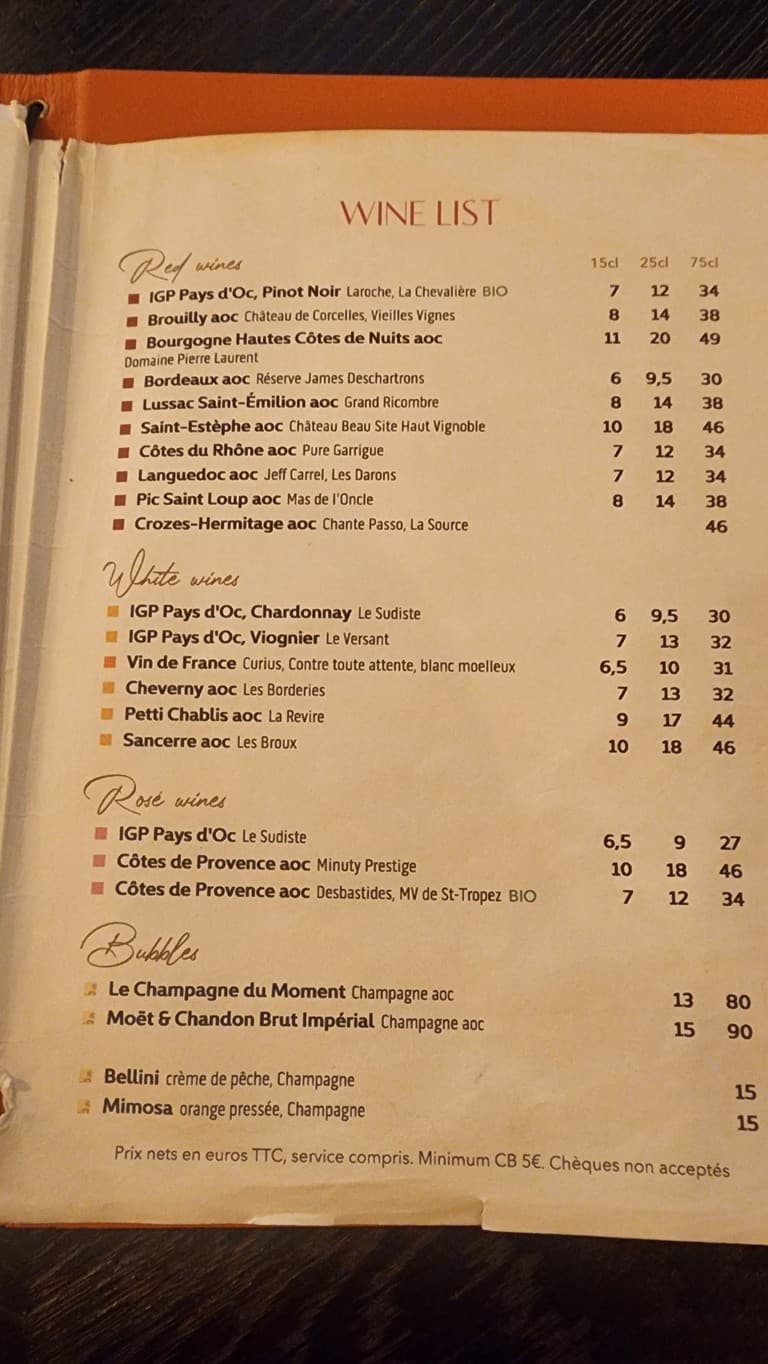 WINE LIST
Red wines 15cl 25cl 75cl
IGP Pays d'Oc, Pinot Noir Laroche, La Chevalière BIO 7 12 34
Brouilly aoc Château de Corcelles, Vieilles Vignes 8 14 38
Bourgogne Hautes Côtes de Nuits aoc 11 20 49
Domaine Pierre Laurent
Bordeaux aoc Réserve James Deschartrons 6 9,5 30
Lussac Saint-Émilion aoc Grand Ricombre 8 14 38
Saint-Estèphe aoc Château Beau Site Haut Vignoble 10 18 46
Côtes du Rhône aoc Pure Garrigue 7 12 34
Languedoc aoc Jeff Carrel, Les Darons 7 12 34
Pic Saint Loup aoc Mas de l'Oncle 8 14 38
Crozes-Hermitage aoc Chante Passo, La Source 46
White wines
IGP Pays d'Oc, Chardonnay Le Sudiste 6 9,5 30
IGP Pays d'Oc, Viognier Le Versant 7 13 32
Vin de France Curius, Contre toute attente, blanc moelleux 6,5 10 31
Cheverny aoc Les Borderies 7 13 32
Petti Chablis aoc La Revire 9 17 44
Sancerre aoc Les Broux 10 18 46
Rosé wines
IGP Pays d'Oc Le Sudiste 6,5 9 27
Côtes de Provence aoc Minuty Prestige 10 18 46
Côtes de Provence aoc Desbastides, MV de St-Tropez BIO 7 12 34
Bubbles
Le Champagne du Moment Champagne aoc 13 80
Moët & Chandon Brut Impérial Champagne aoc 15 90
Bellini crème de pêche, Champagne 15
Mimosa orange pressée, Champagne 15
Prix nets en euros TTC, service compris. Minimum CB 5€. Chèques non acceptés